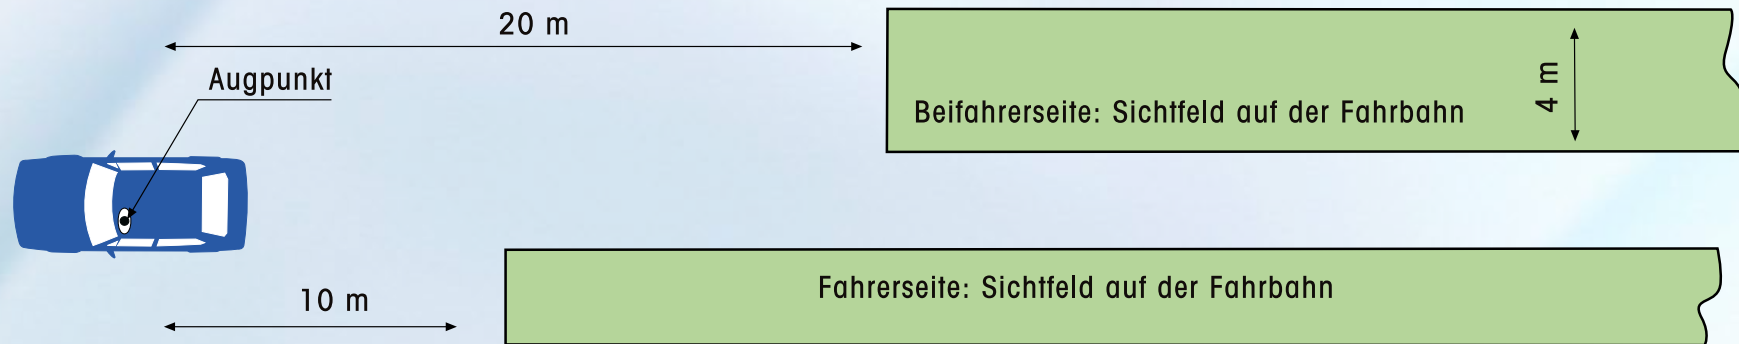 20 m
Augpunkt
4 m
Beifahrerseite: Sichtfeld auf der Fahrbahn
Fahrerseite: Sichtfeld auf der Fahrbahn
10 m